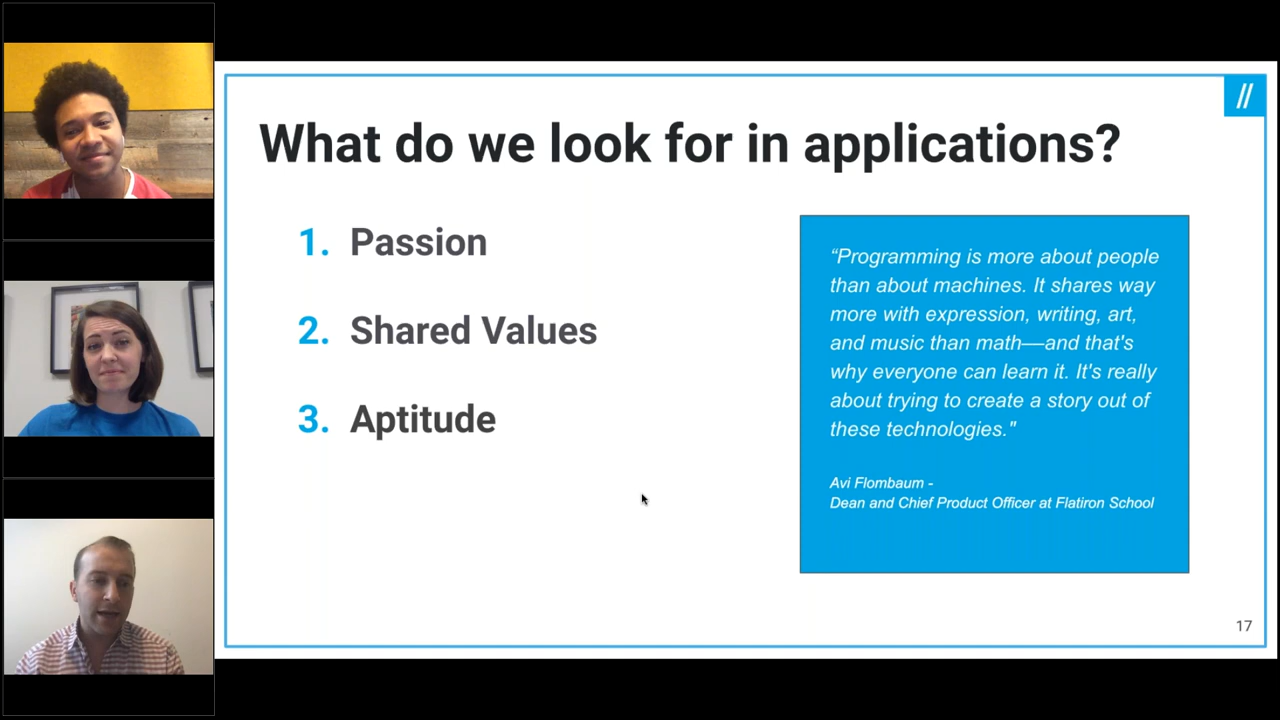 //
What do we look for in applications?
1. Passion
2. Shared Values
3. Aptitude
“Programming is more about people
than about machines. It shares way
more with expression, writing, art,
and music than math—and that's
why everyone can learn it. It's really
about trying to create a story out of
these technologies."
Avi Flombaum -
Dean and Chief Product Officer at Flatiron School
17